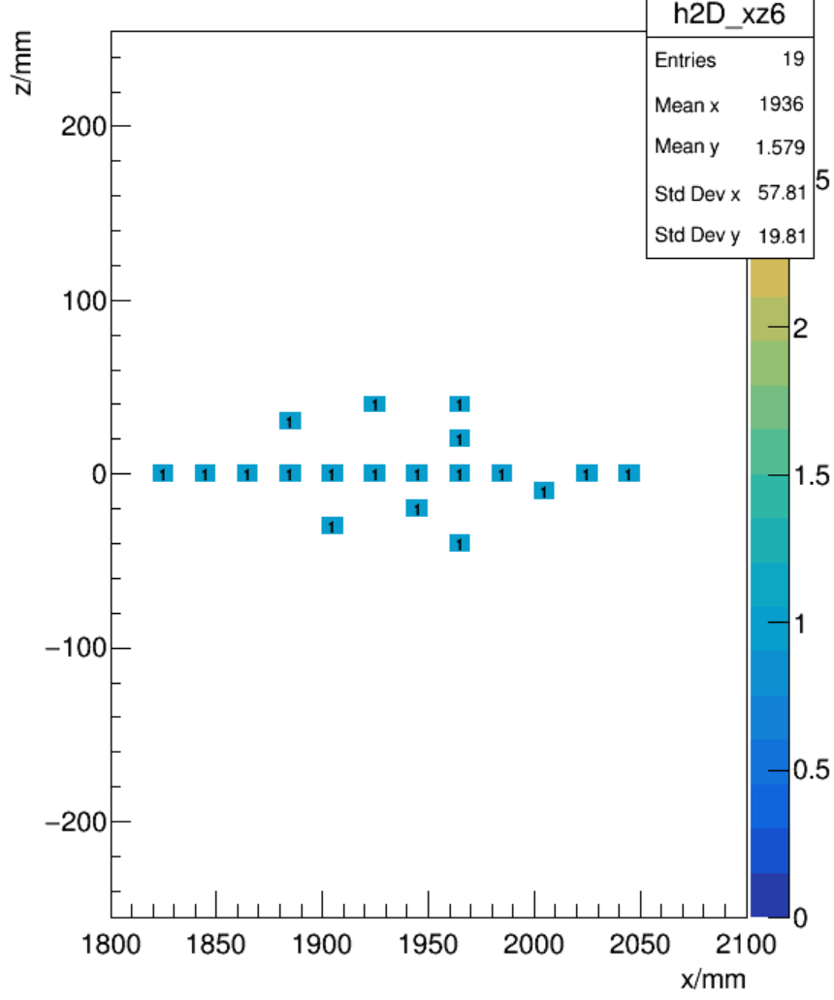 h2D_xz6
Entries 19
Mean x 1936
Mean y 1.579
Std Dev x 57.81
Std Dev y 19.81
z/mm
200
100
0
−100
−200
1 1
1 1
1 1 1 1 1 1 1 1 1 1 1
1
1
1
1
5
2
1.5
1
0.5
0
1800 1850 1900 1950 2000 2050 2100
x/mm